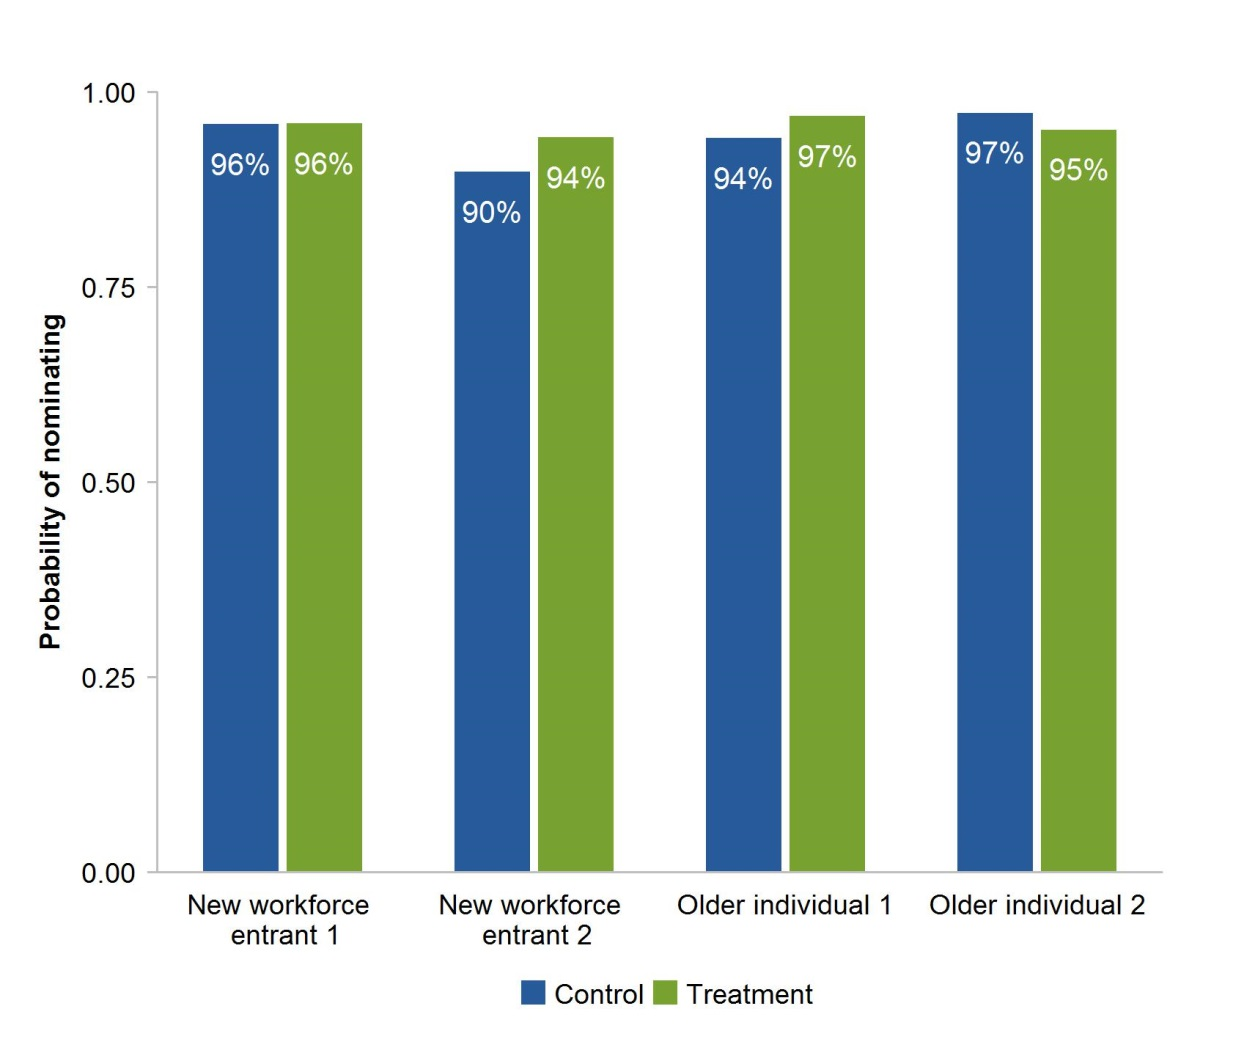 1.00
0.75
0.50
0.25
0.00
Probability of nominating
96%
96%
90%
94%
94%
97%
97%
95%
New workforce
entrant 1
New workforce
entrant 2
Older individual 1
Older individual 2
Control
Treatment